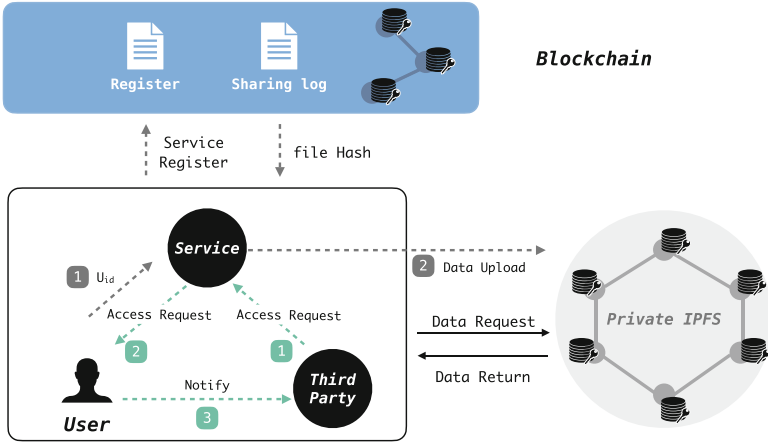 Blockchain
Register
Sharing log
Service
Register
file Hash
Service
1 Uid
2 Data Upload
Access Request
Access Request
2
1
Data Request
Private IPFS
Data Return
Notify
3
User
Third
Party